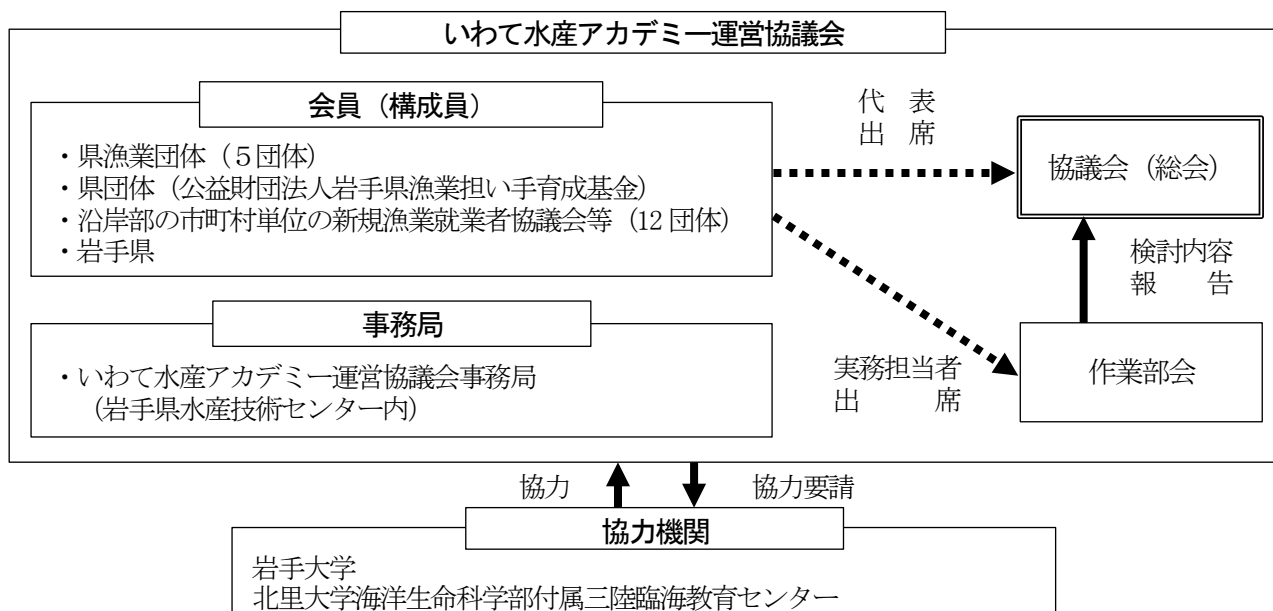 いわて水産アカデミー運営協議会
会員（構成員）
・県漁業団体（５団体）
・県団体（公益財団法人岩手県漁業担い手育成基金）
・沿岸部の市町村単位の新規漁業就業者協議会等（12 団体）
・岩手県
代　表
出　席
協議会（総会）
検討内容
報　　告
事務局
・いわて水産アカデミー運営協議会事務局
（岩手県水産技術センター内）
実務担当者
出　　　席
作業部会
協力
協力要請
協力機関
岩手大学
北里大学海洋生命科学部付属三陸臨海教育センター